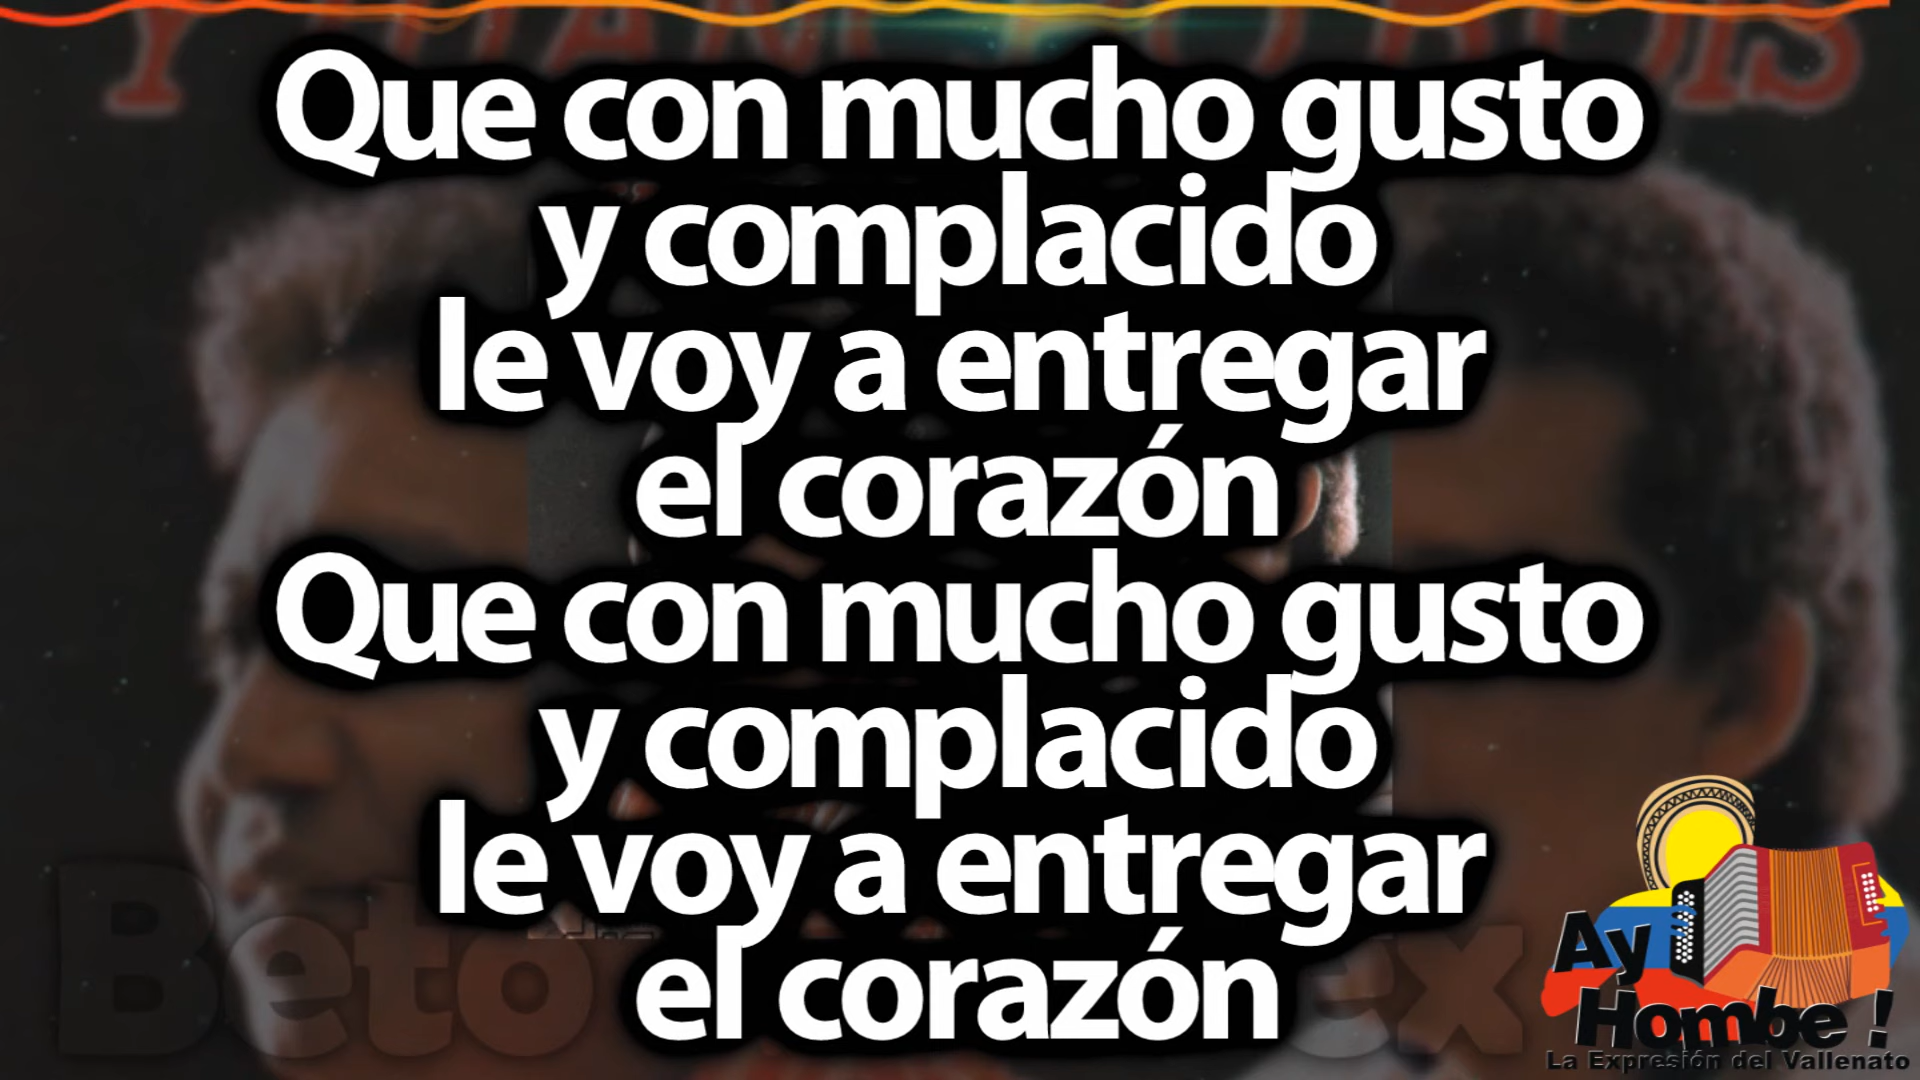 Que con mucho gusto
y complacido
le voy a entregar
el corazón
Que con mucho gusto
y complacido
le voy a entregar
el corazón
Beto
Ay
Hombe !
La Expresión del Vallenato